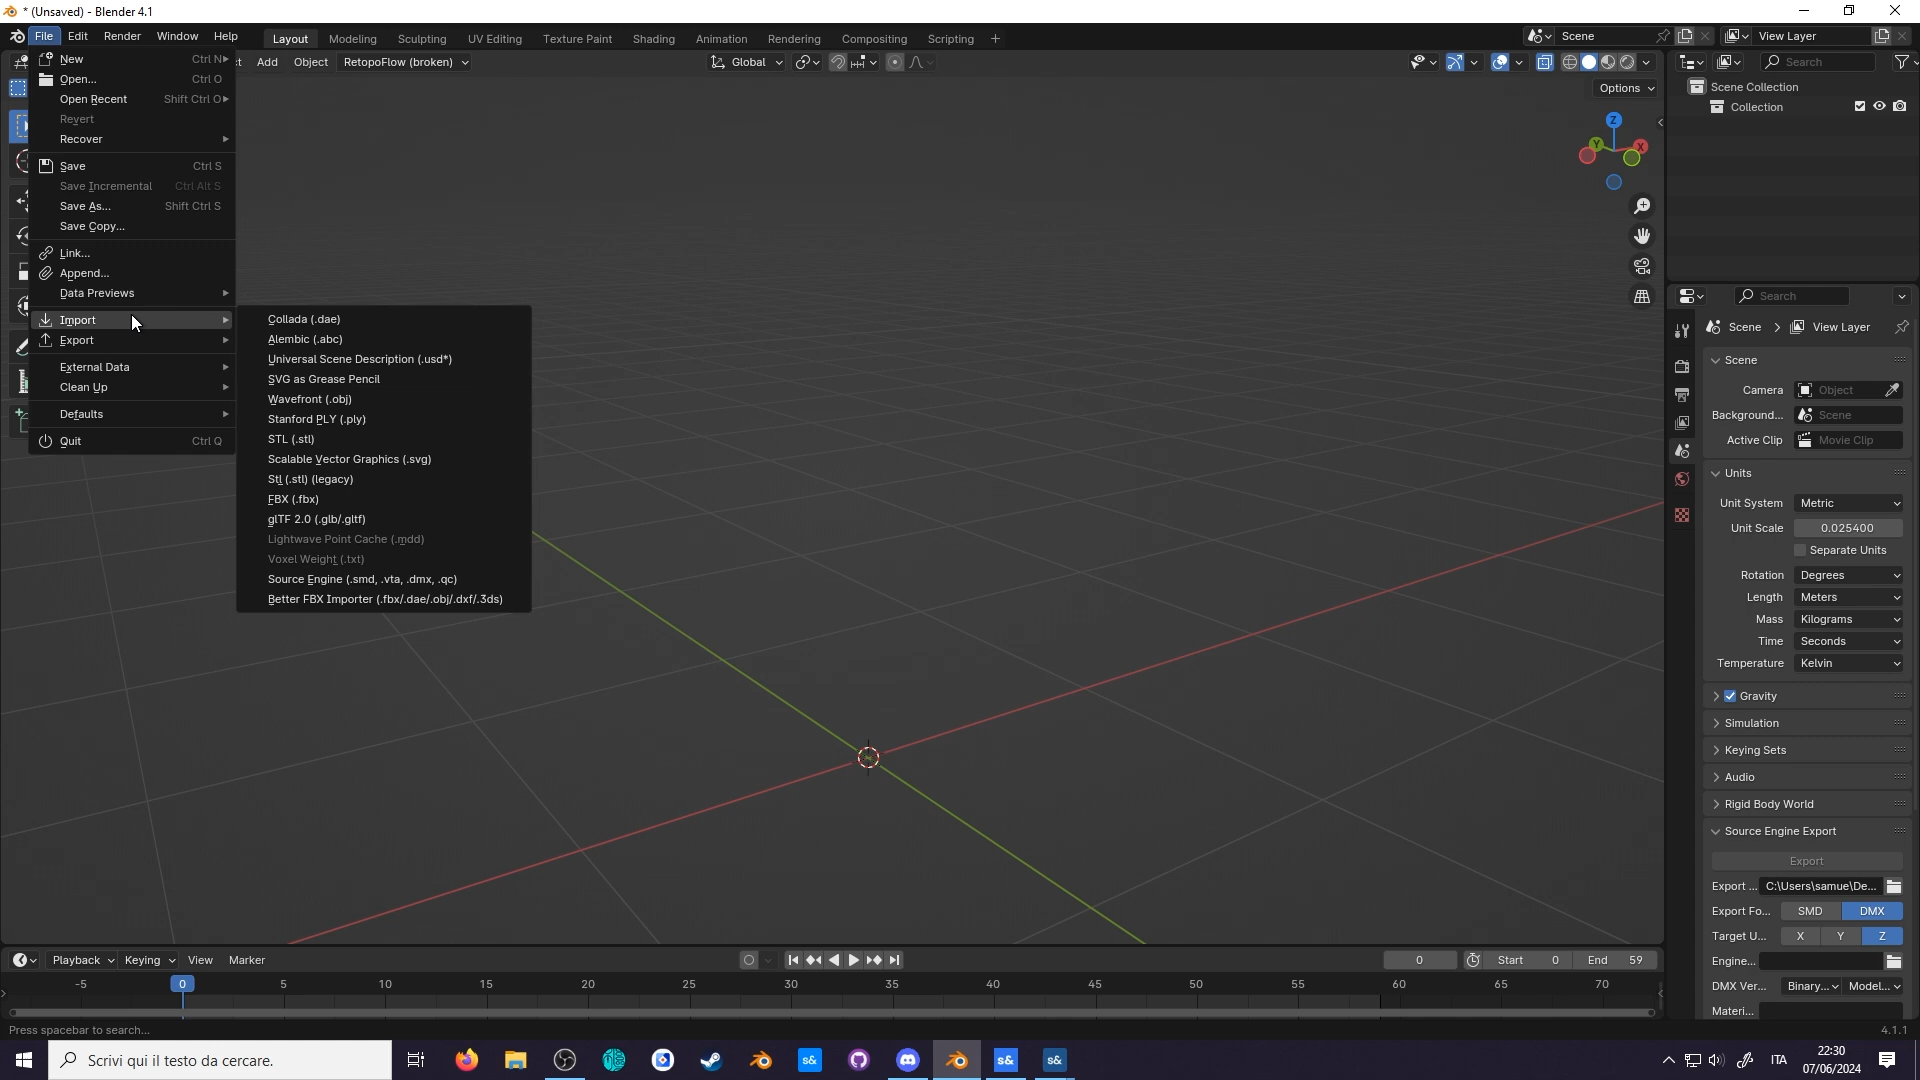 * (Unsaved) - Blender 4.1
File Edit Render Window Help
Layout Modeling Sculpting UV Editing Texture Paint Shading Animation Rendering Compositing Scripting +
Scene
View Layer
Add Object RetopoFlow (broken)
Global
Search
Options
Scene Collection
Collection
Z
Y
X
New Ctrl N
Open... Ctrl O
Open Recent Shift Ctrl O
Revert
Recover
Save Ctrl S
Save Incremental Ctrl Alt S
Save As... Shift Ctrl S
Save Copy...
Link...
Append...
Data Previews
Import
Export
External Data
Clean Up
Defaults
Quit Ctrl Q
Collada (.dae)
Alembic (.abc)
Universal Scene Description (.usd*)
SVG as Grease Pencil
Wavefront (.obj)
Stanford PLY (.ply)
STL (.stl)
Scalable Vector Graphics (.svg)
Stl (.stl) (legacy)
FBX (.fbx)
glTF 2.0 (.glb/.gltf)
Lightwave Point Cache (.mdd)
Voxel Weight (.txt)
Source Engine (.smd, .vta, .dmx, .qc)
Better FBX Importer (.fbx/.dae/.obj/.dxf/.3ds)
Search
Scene > View Layer
Scene
Camera Object
Background... Scene
Active Clip Movie Clip
Units
Unit System Metric
Unit Scale 0.025400
Separate Units
Rotation Degrees
Length Meters
Mass Kilograms
Time Seconds
Temperature Kelvin
Gravity
Simulation
Keying Sets
Audio
Rigid Body World
Source Engine Export
Export
Export ... C:\Users\samue\De...
Export Fo... SMD DMX
Target U... X Y Z
Engine...
DMX Ver... Binary... Model...
Materi...
Playback Keying View Marker
0 Start 0 End 59
-5 0 5 10 15 20 25 30 35 40 45 50 55 60 65 70
Press spacebar to search...
4.1.1
Scrivi qui il testo da cercare.
s& s& s&
ITA
22:30
07/06/2024